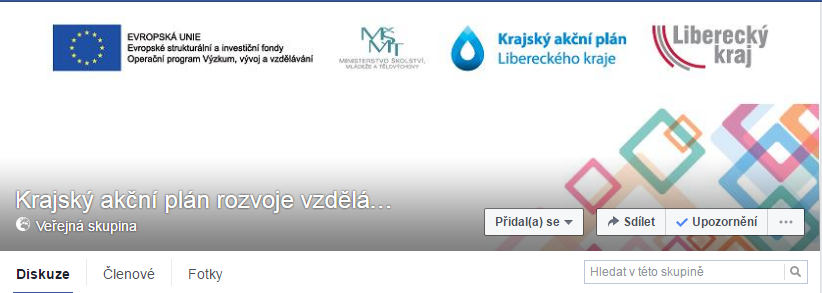 EVROPSKÁ UNIE
Evropské strukturální a investiční fondy
Operační program Výzkum, vývoj a vzdělávání
MŠMT
MINISTERSTVO ŠKOLSTVÍ,
MLÁDEŽE A TĚLOVÝCHOVY
Krajský akční plán
Libereckého kraje
Liberecký
kraj
Krajský akční plán rozvoje vzdělá...
Veřejná skupina
Přidal(a) se
Sdílet
Upozornění
Diskuze
Členové
Fotky
Hledat v této skupině